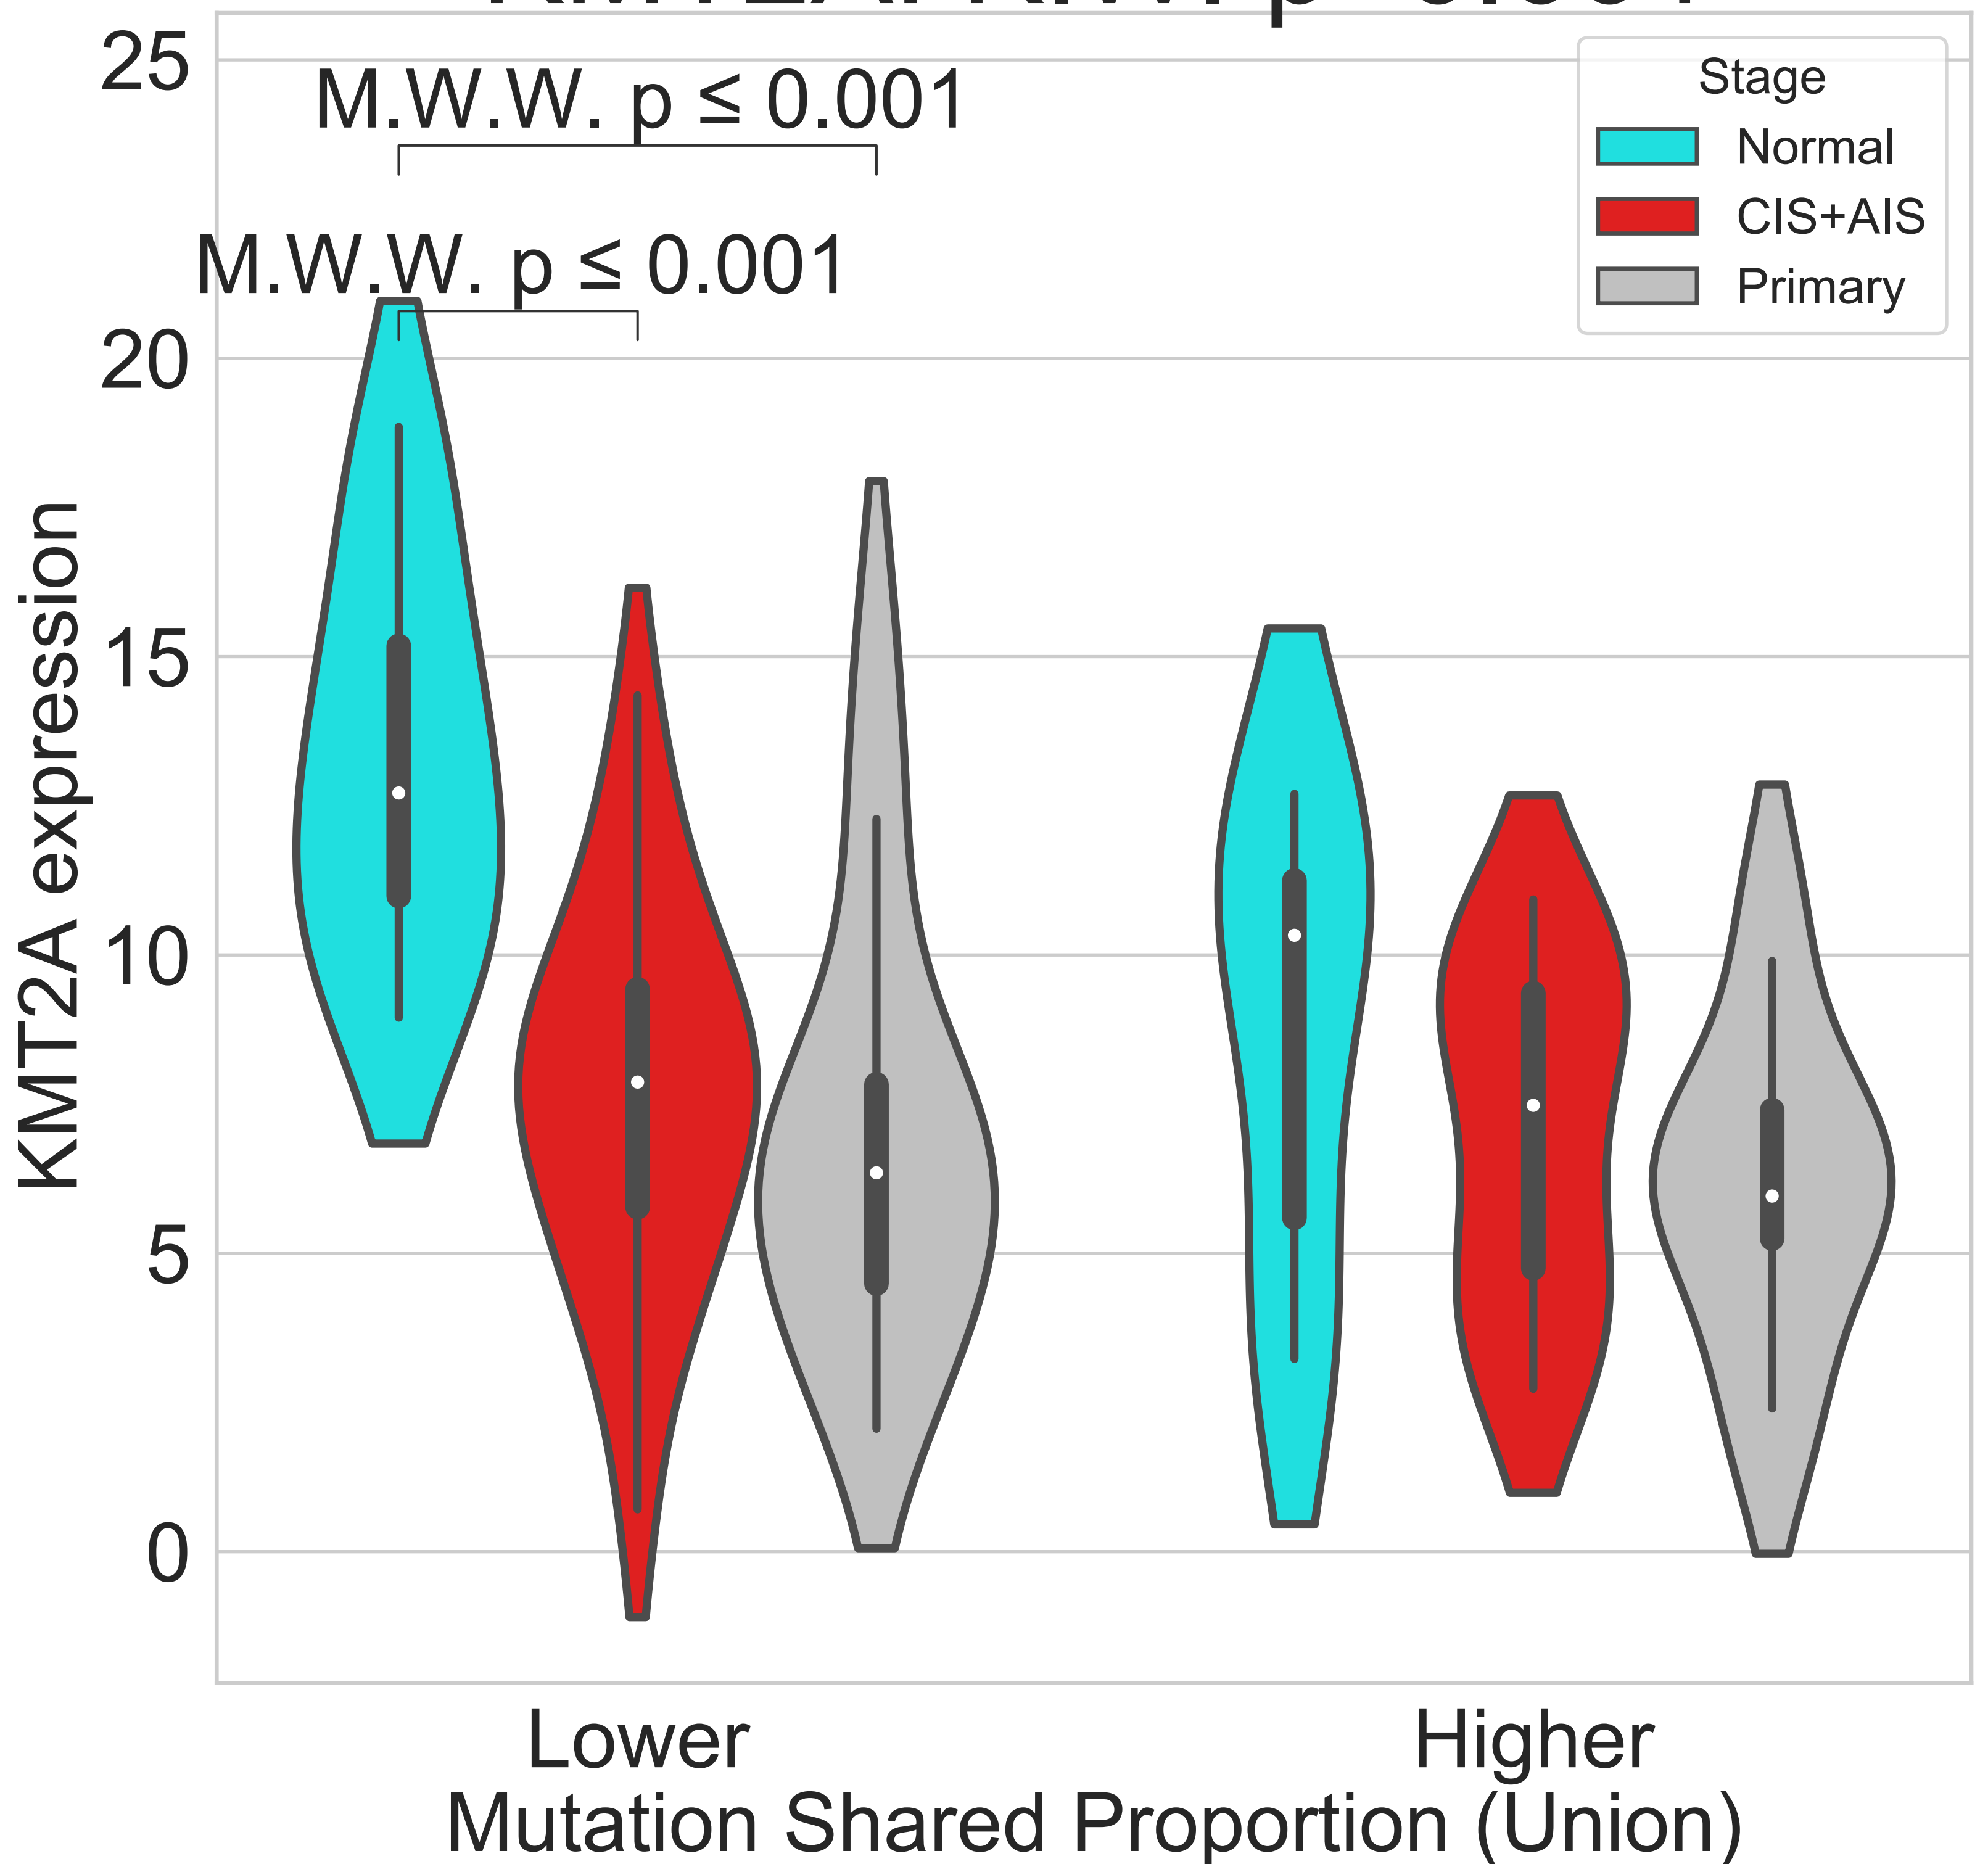 25
M.W.W. p ≤ 0.001
Stage
Normal
CIS+AIS
Primary
M.W.W. p ≤ 0.001
20
15
10
5
0
KMT2A expression
Lower
Higher
Mutation Shared Proportion (Union)